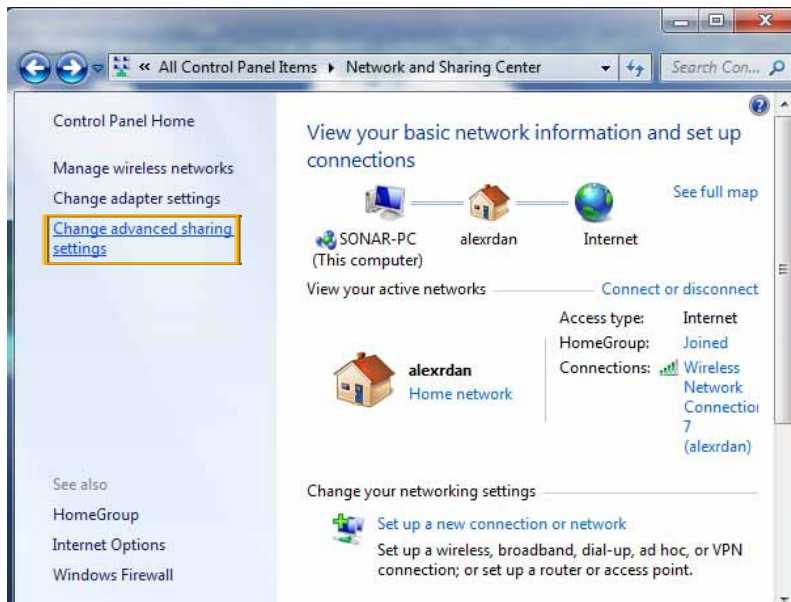 « All Control Panel Items ▸ Network and Sharing Center
Search Con...
Control Panel Home
Manage wireless networks
Change adapter settings
Change advanced sharing
settings
See also
HomeGroup
Internet Options
Windows Firewall
View your basic network information and set up
connections
See full map
SONAR-PC
(This computer)
alexrdan
Internet
View your active networks
Connect or disconnect
alexrdan
Home network
Access type: Internet
HomeGroup: Joined
Connections: Wireless
Network
Connection
7
(alexrdan)
Change your networking settings
Set up a new connection or network
Set up a wireless, broadband, dial-up, ad hoc, or VPN
connection; or set up a router or access point.